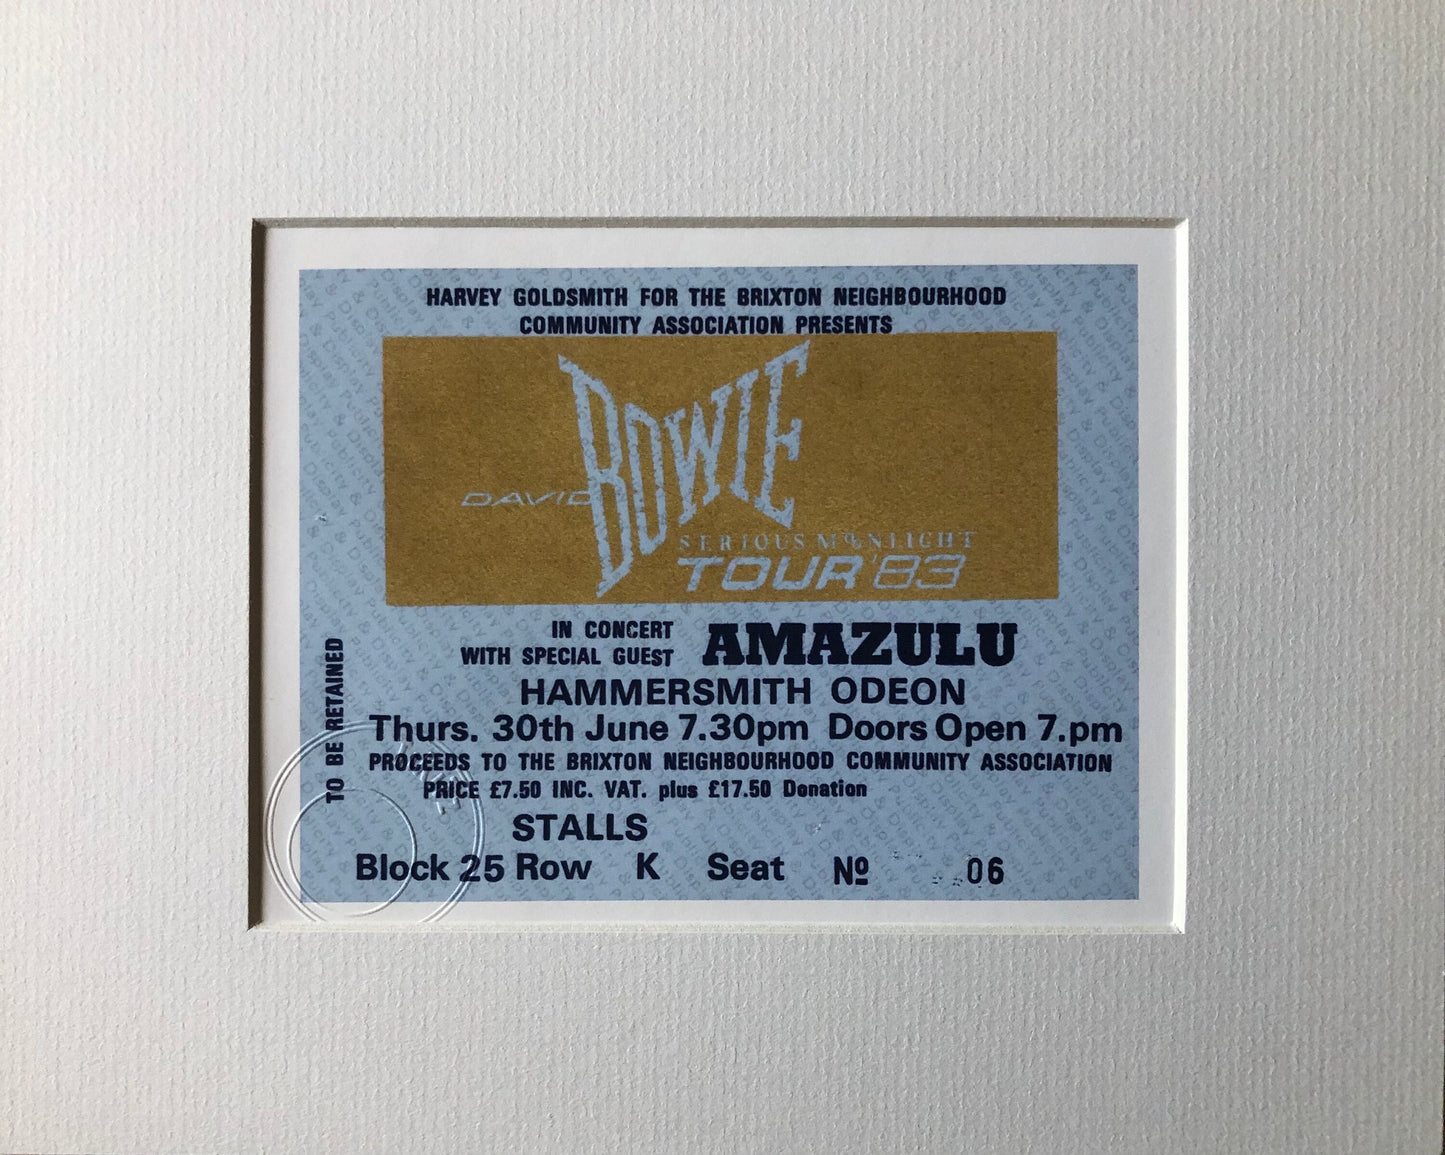 HARVEY GOLDSMITH FOR THE BRIXTON NEIGHBOURHOOD
COMMUNITY ASSOCIATION PRESENTS
DAVID BOWIE
SERIOUS MOONLIGHT
TOUR '83
IN CONCERT
WITH SPECIAL GUEST AMAZULU
HAMMERSMITH ODEON
Thurs. 30th June 7.30pm Doors Open 7.pm
PROCEEDS TO THE BRIXTON NEIGHBOURHOOD COMMUNITY ASSOCIATION
PRICE £7.50 INC. VAT. plus £17.50 Donation
STALLS
Block 25 Row K Seat Nº 06
TO BE RETAINED
Display & Publicity